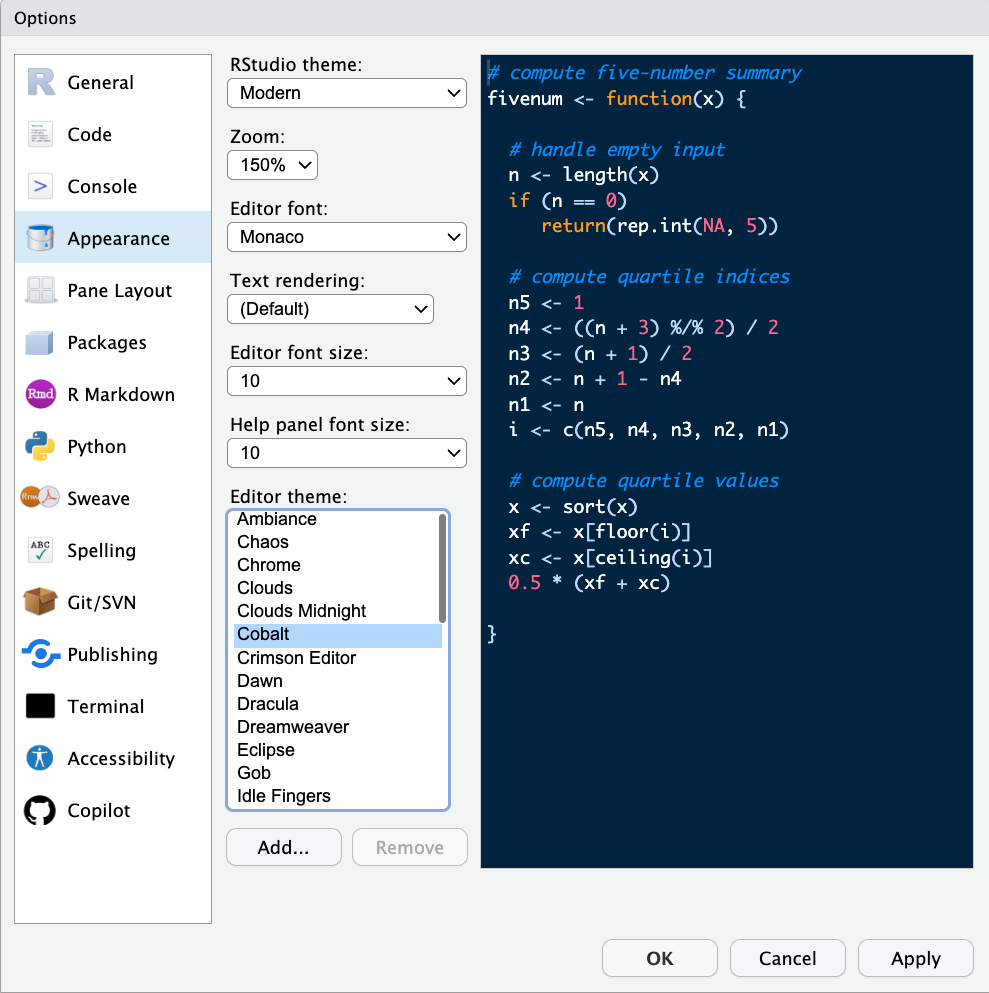 Options
General
Code
Console
Appearance
Pane Layout
Packages
Rmd R Markdown
Python
Rnw Sweave
ABC Spelling
Git/SVN
Publishing
Terminal
Accessibility
Copilot
RStudio theme:
Modern
Zoom:
150%
Editor font:
Monaco
Text rendering:
(Default)
Editor font size:
10
Help panel font size:
10
Editor theme:
Ambiance
Chaos
Chrome
Clouds
Clouds Midnight
Cobalt
Crimson Editor
Dawn
Dracula
Dreamweaver
Eclipse
Gob
Idle Fingers
Add...
Remove
# compute five-number summary
fivenum <- function(x) {
# handle empty input
n <- length(x)
if (n == 0)
return(rep.int(NA, 5))
# compute quartile indices
n5 <- 1
n4 <- ((n + 3) %/% 2) / 2
n3 <- (n + 1) / 2
n2 <- n + 1 - n4
n1 <- n
i <- c(n5, n4, n3, n2, n1)
# compute quartile values
x <- sort(x)
xf <- x[floor(i)]
xc <- x[ceiling(i)]
0.5 * (xf + xc)
}
OK
Cancel
Apply